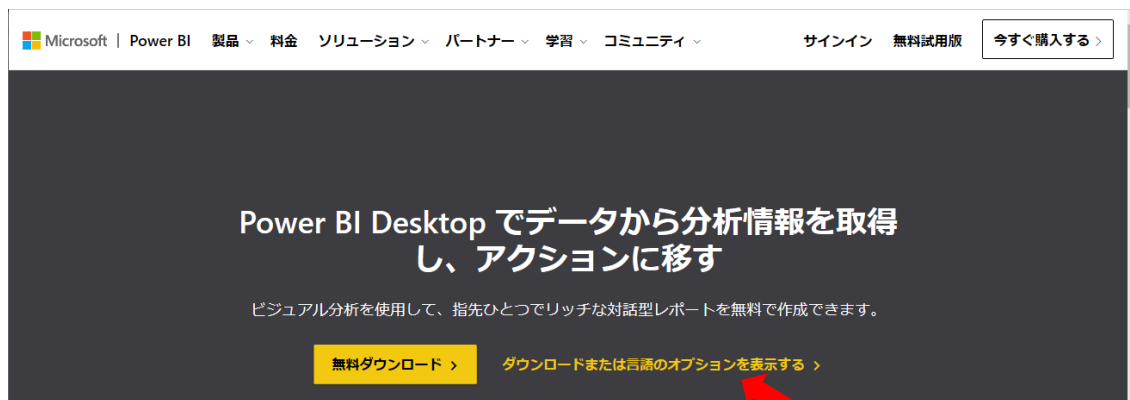 Microsoft | Power BI 製品 料金 ソリューション パートナー 学習 コミュニティ サインイン 無料試用版 今すぐ購入する
Power BI Desktop でデータから分析情報を取得
し、アクションに移す
ビジュアル分析を使用して、指先ひとつでリッチな対話型レポートを無料で作成できます。
無料ダウンロード ダウンロードまたは言語のオプションを表示する